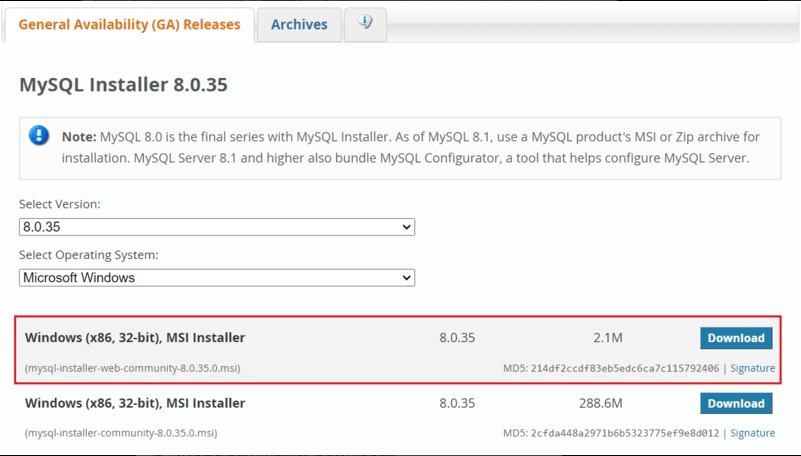 General Availability (GA) Releases
Archives
MySQL Installer 8.0.35
Note: MySQL 8.0 is the final series with MySQL Installer. As of MySQL 8.1, use a MySQL product's MSI or Zip archive for
installation. MySQL Server 8.1 and higher also bundle MySQL Configurator, a tool that helps configure MySQL Server.
Select Version:
8.0.35
Select Operating System:
Microsoft Windows
Windows (x86, 32-bit), MSI Installer 8.0.35 2.1M Download
(mysql-installer-web-community-8.0.35.0.msi) MD5: 214df2ccdf83eb5edc6ca7c115792406 | Signature
Windows (x86, 32-bit), MSI Installer 8.0.35 288.6M Download
(mysql-installer-community-8.0.35.0.msi) MD5: 2cfda448a2971b6b5323775ef9e8d012 | Signature